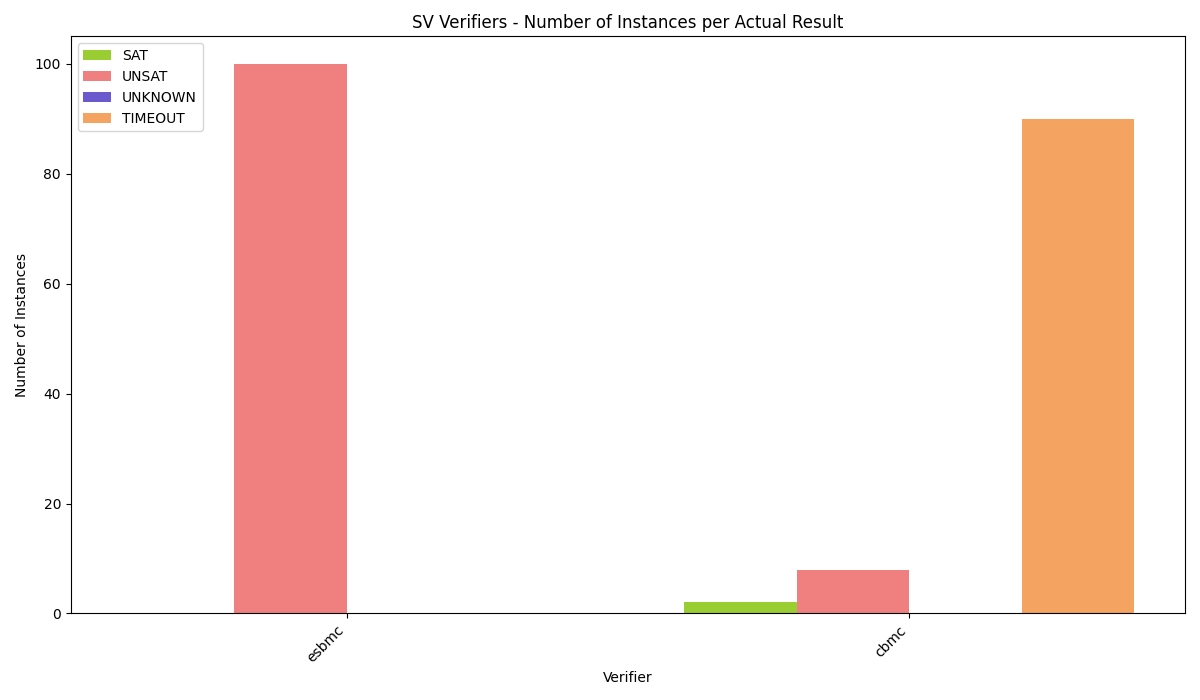 SV Verifiers - Number of Instances per Actual Result
SAT
UNSAT
UNKNOWN
TIMEOUT
100
80
60
40
20
0
Number of Instances
esbmc
cbmc
Verifier